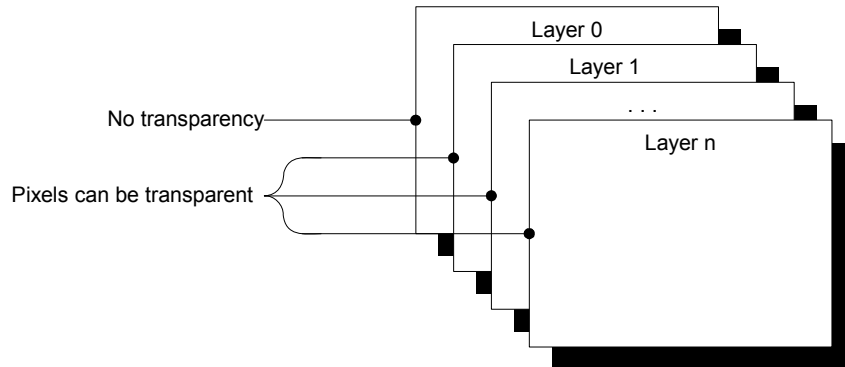 Layer 0
Layer 1
. . .
No transparency
Layer n
Pixels can be transparent